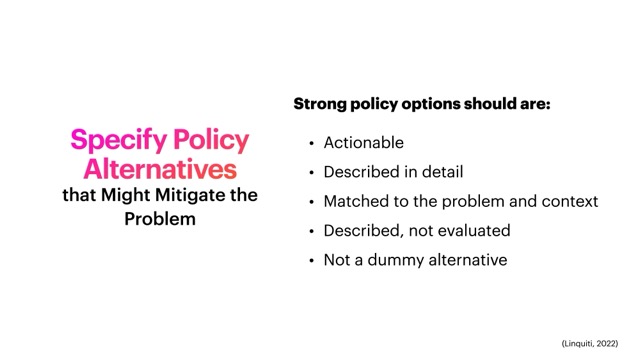 Specify Policy
Alternatives
that Might Mitigate the
Problem
Strong policy options should are:
• Actionable
• Described in detail
• Matched to the problem and context
• Described, not evaluated
• Not a dummy alternative
(Linquiti, 2022)